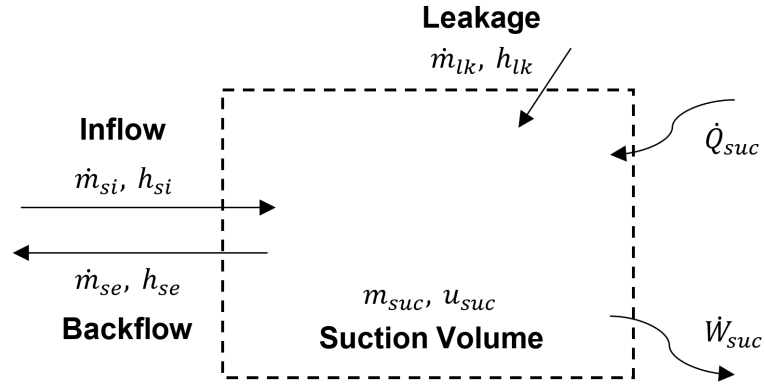 Leakage
ṁ_lk, h_lk
Inflow
ṁ_si, h_si
Q̇_suc
ṁ_se, h_se
Backflow
m_suc, u_suc
Suction Volume
Ẇ_suc